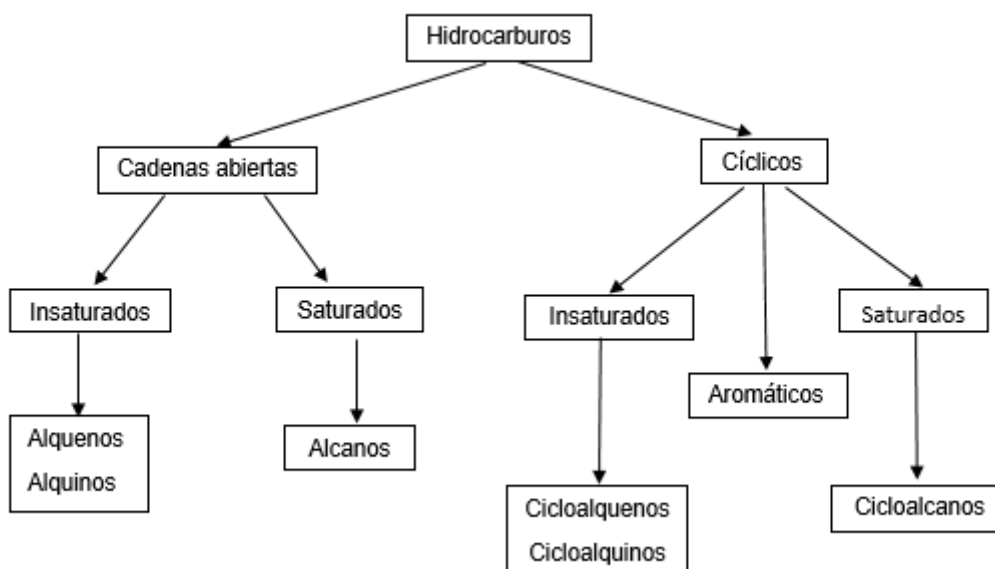 Hidrocarburos
Cadenas abiertas
Cíclicos
Insaturados
Saturados
Insaturados
Saturados
Aromáticos
Alquenos
Alquinos
Alcanos
Cicloalquenos
Cicloalquinos
Cicloalcanos